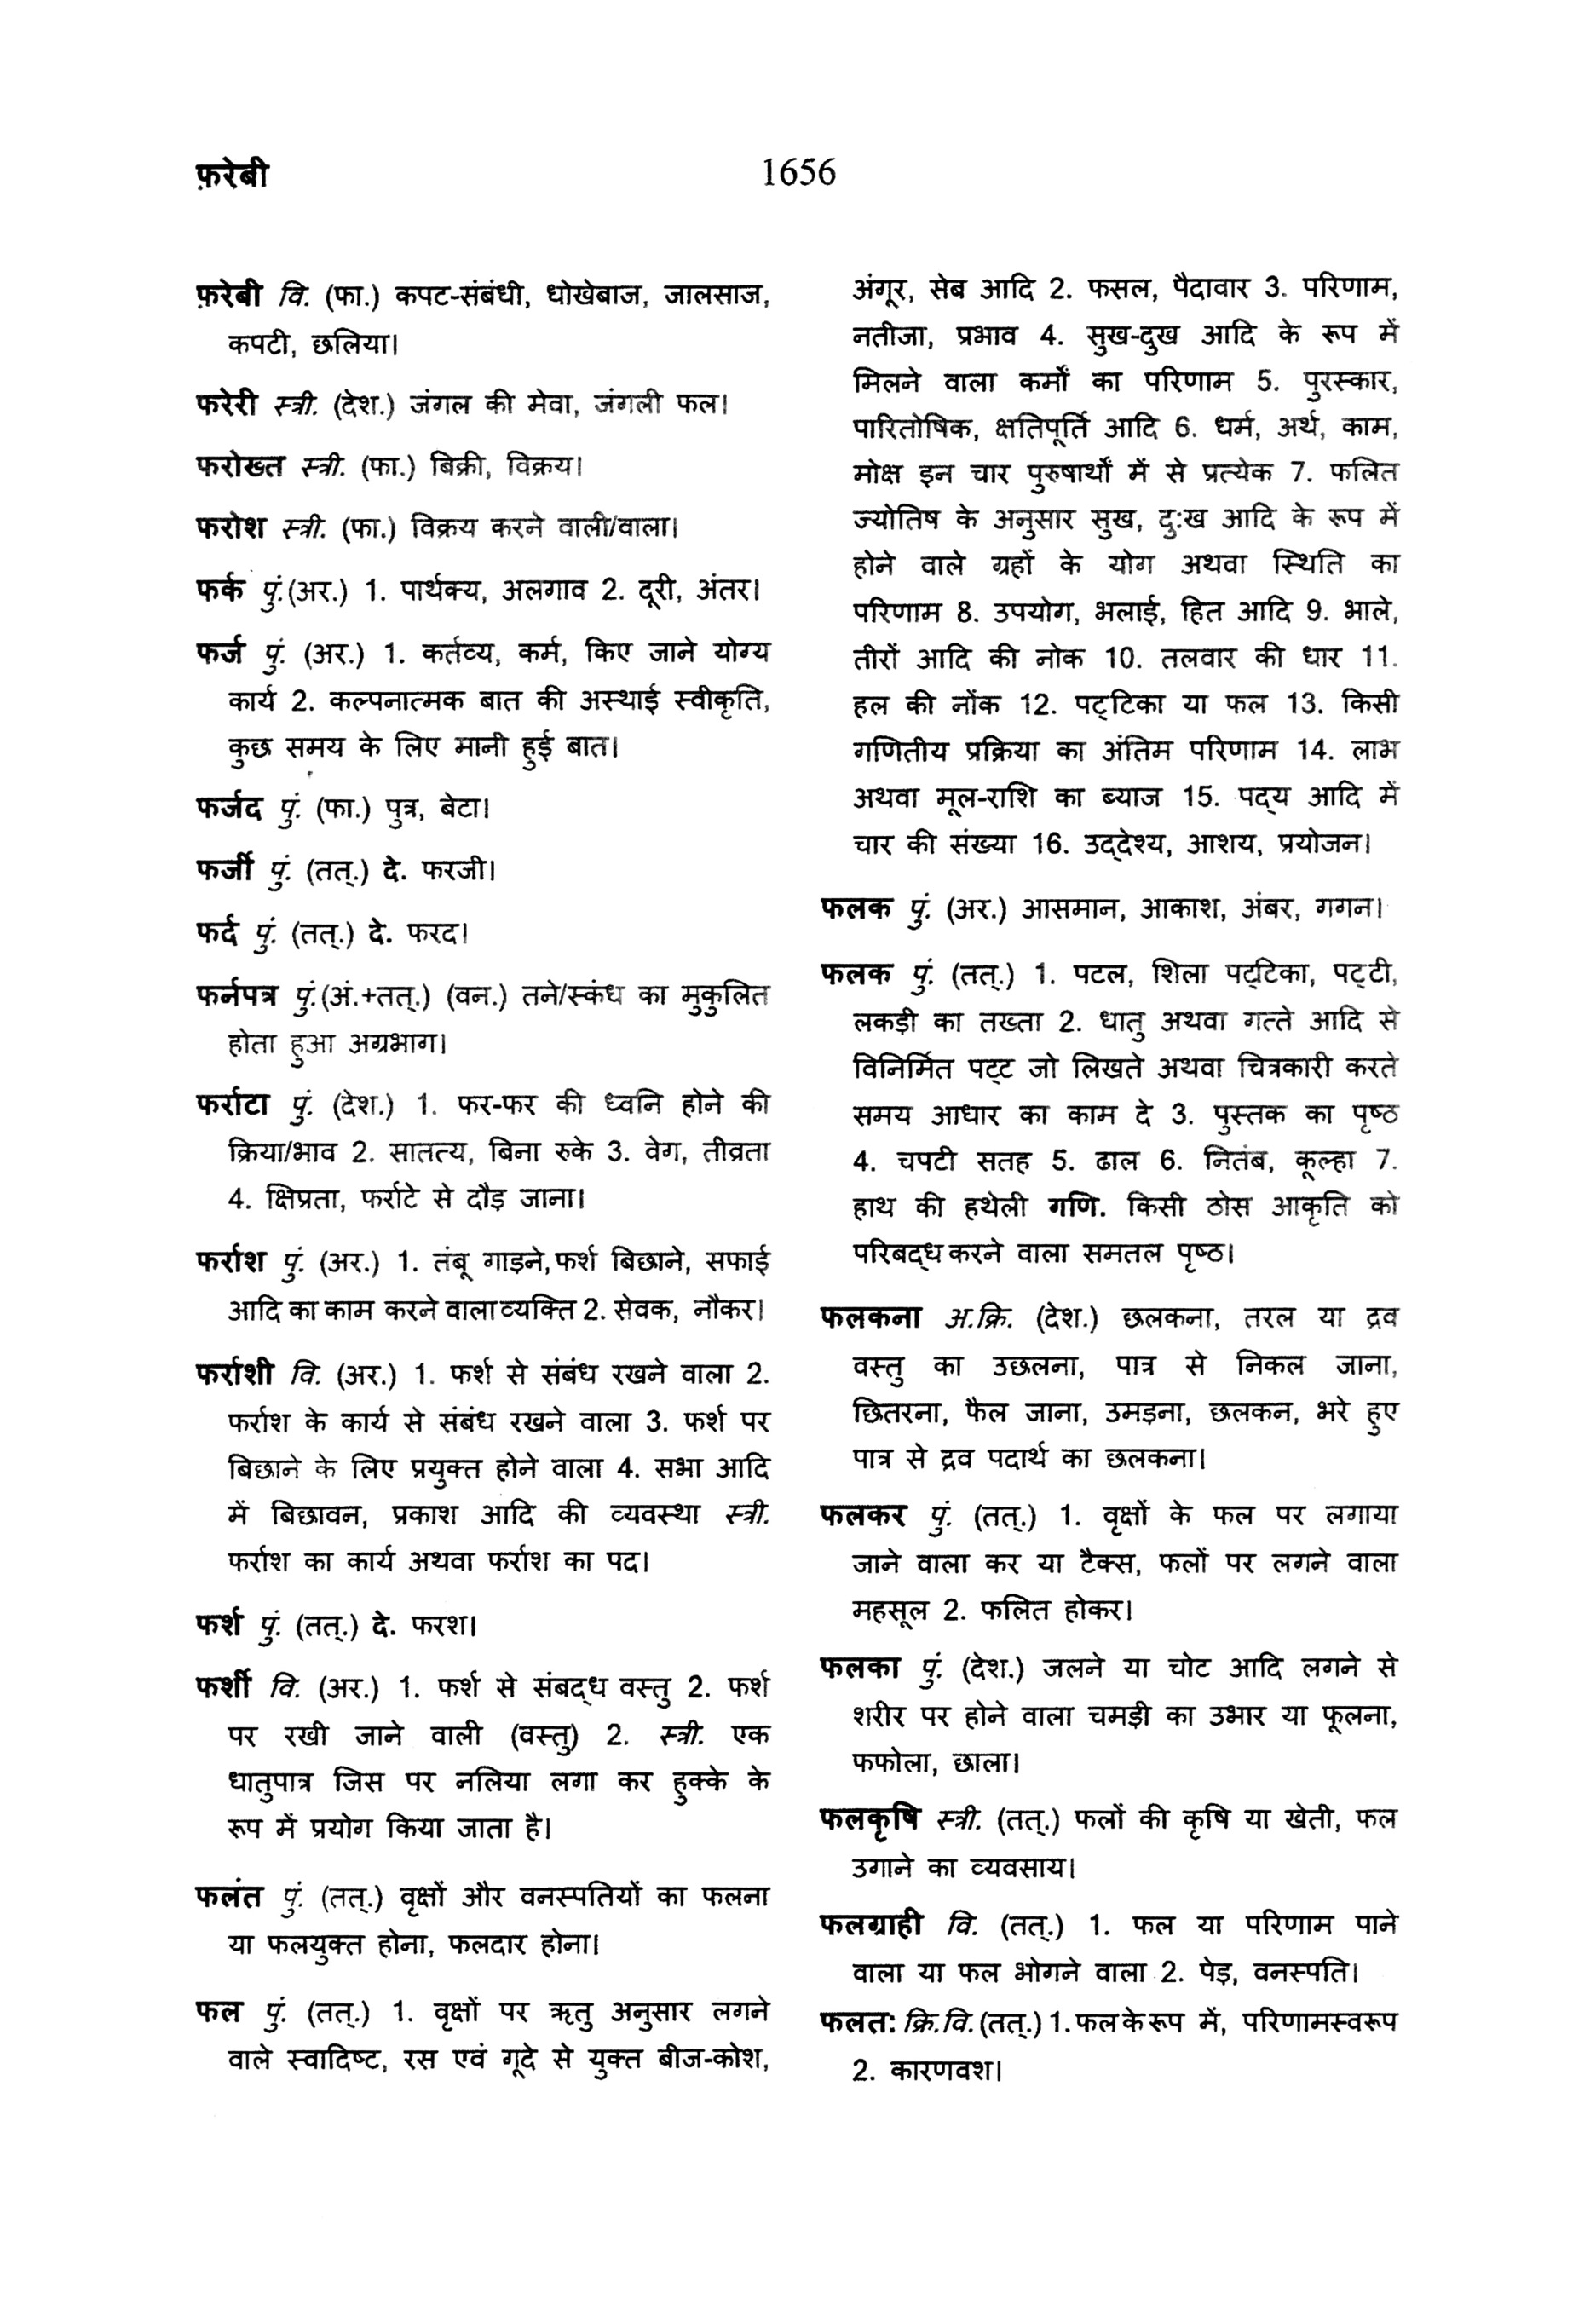 फ़रेबी
1656
फ़रेबी वि. (फा.) कपट-संबंधी, धोखेबाज, जालसाज,
कपटी, छलिया।
फरेरी स्त्री. (देश.) जंगल की मेवा, जंगली फल।
फरोख्त स्त्री. (फा.) बिक्री, विक्रय।
फरोश स्त्री. (फा.) विक्रय करने वाली/वाला।
फर्क पुं.(अर.) 1. पार्थक्य, अलगाव 2. दूरी, अंतर।
फर्ज पुं. (अर.) 1. कर्तव्य, कर्म, किए जाने योग्य
कार्य 2. कल्पनात्मक बात की अस्थाई स्वीकृति,
कुछ समय के लिए मानी हुई बात।
फर्जंद पुं. (फा.) पुत्र, बेटा।
फर्जी पुं. (तत्.) दे. फरजी।
फर्द पुं. (तत्.) दे. फरद।
फर्नपत्र पुं.(अं.+तत्.) (वन.) तने/स्कंध का मुकुलित
होता हुआ अग्रभाग।
फर्राटा पुं. (देश.) 1. फर-फर की ध्वनि होने की
क्रिया/भाव 2. सातत्य, बिना रुके 3. वेग, तीव्रता
4. क्षिप्रता, फर्राटे से दौड़ जाना।
फर्राश पुं. (अर.) 1. तंबू गाड़ने, फर्श बिछाने, सफाई
आदि का काम करने वाला व्यक्ति 2. सेवक, नौकर।
फर्राशी वि. (अर.) 1. फर्श से संबंध रखने वाला 2.
फर्राश के कार्य से संबंध रखने वाला 3. फर्श पर
बिछाने के लिए प्रयुक्त होने वाला 4. सभा आदि
में बिछावन, प्रकाश आदि की व्यवस्था स्त्री.
फर्राश का कार्य अथवा फर्राश का पद।
फर्श पुं. (तत्.) दे. फरश।
फर्शी वि. (अर.) 1. फर्श से संबद्ध वस्तु 2. फर्श
पर रखी जाने वाली (वस्तु) 2. स्त्री. एक
धातुपात्र जिस पर नलिया लगा कर हुक्के के
रूप में प्रयोग किया जाता है।
फलंत पुं. (तत्.) वृक्षों और वनस्पतियों का फलना
या फलयुक्त होना, फलदार होना।
फल पुं. (तत्.) 1. वृक्षों पर ऋतु अनुसार लगने
वाले स्वादिष्ट, रस एवं गूदे से युक्त बीज-कोश,
अंगूर, सेब आदि 2. फसल, पैदावार 3. परिणाम,
नतीजा, प्रभाव 4. सुख-दुख आदि के रूप में
मिलने वाला कर्मों का परिणाम 5. पुरस्कार,
पारितोषिक, क्षतिपूर्ति आदि 6. धर्म, अर्थ, काम,
मोक्ष इन चार पुरुषार्थों में से प्रत्येक 7. फलित
ज्योतिष के अनुसार सुख, दु:ख आदि के रूप में
होने वाले ग्रहों के योग अथवा स्थिति का
परिणाम 8. उपयोग, भलाई, हित आदि 9. भाले,
तीरों आदि की नोक 10. तलवार की धार 11.
हल की नोंक 12. पट्टिका या फल 13. किसी
गणितीय प्रक्रिया का अंतिम परिणाम 14. लाभ
अथवा मूल-राशि का ब्याज 15. पद्य आदि में
चार की संख्या 16. उद्देश्य, आशय, प्रयोजन।
फलक पुं. (अर.) आसमान, आकाश, अंबर, गगन।
फलक पुं. (तत्.) 1. पटल, शिला पट्टिका, पट्टी,
लकड़ी का तख्ता 2. धातु अथवा गत्ते आदि से
विनिर्मित पट्ट जो लिखते अथवा चित्रकारी करते
समय आधार का काम दे 3. पुस्तक का पृष्ठ
4. चपटी सतह 5. ढाल 6. नितंब, कूल्हा 7.
हाथ की हथेली गणि. किसी ठोस आकृति को
परिबद्ध करने वाला समतल पृष्ठ।
फलकना अ.क्रि. (देश.) छलकना, तरल या द्रव
वस्तु का उछलना, पात्र से निकल जाना,
छितरना, फैल जाना, उमड़ना, छलकन, भरे हुए
पात्र से द्रव पदार्थ का छलकना।
फलकर पुं. (तत्.) 1. वृक्षों के फल पर लगाया
जाने वाला कर या टैक्स, फलों पर लगने वाला
महसूल 2. फलित होकर।
फलका पुं. (देश.) जलने या चोट आदि लगने से
शरीर पर होने वाला चमड़ी का उभार या फूलना,
फफोला, छाला।
फलकृषि स्त्री. (तत्.) फलों की कृषि या खेती, फल
उगाने का व्यवसाय।
फलग्राही वि. (तत्.) 1. फल या परिणाम पाने
वाला या फल भोगने वाला 2. पेड़, वनस्पति।
फलत: क्रि.वि. (तत्.) 1. फल के रूप में, परिणामस्वरूप
2. कारणवश।